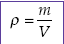 ρ = m/V